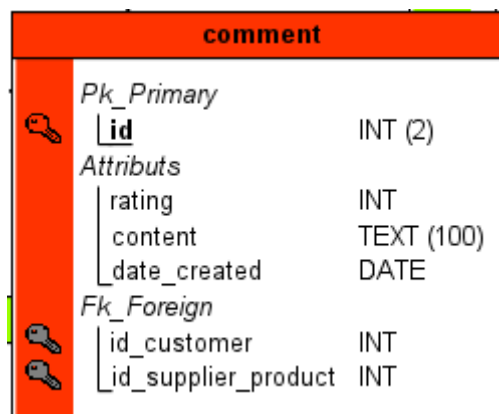 comment
Pk_Primary
id INT (2)
Attributs
rating INT
content TEXT (100)
date_created DATE
Fk_Foreign
id_customer INT
id_supplier_product INT